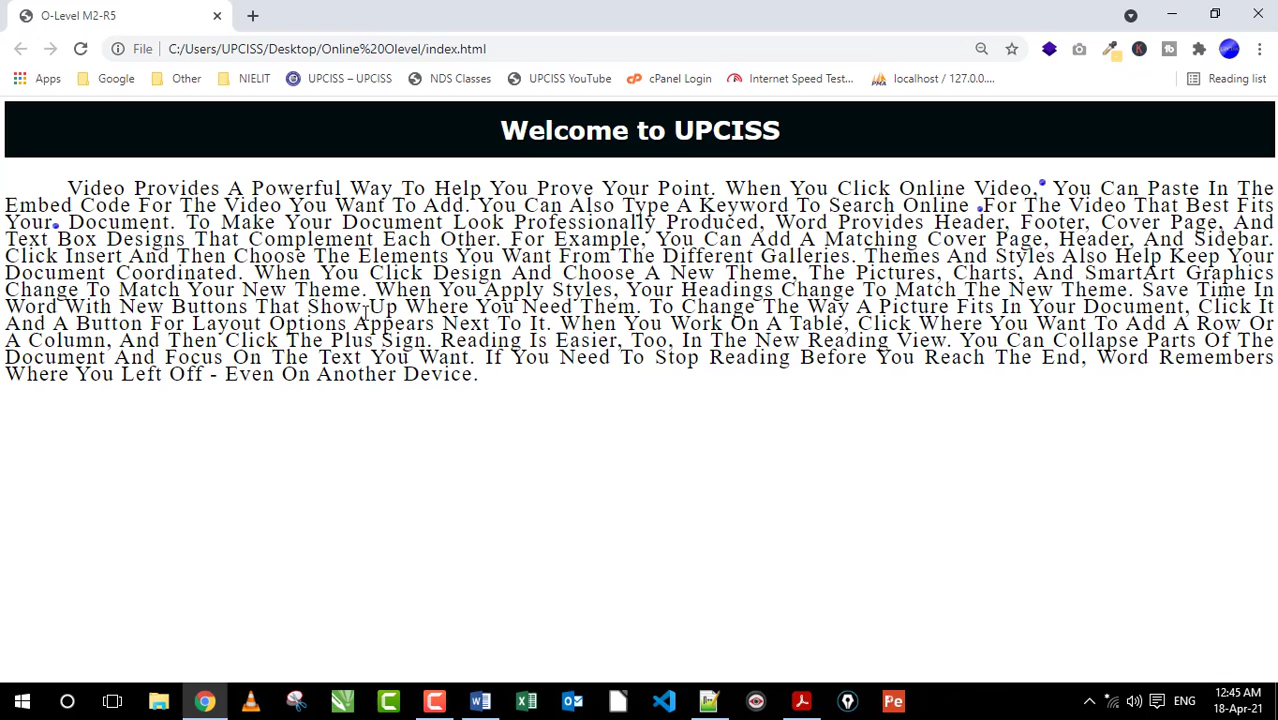 O-Level M2-R5
File
C:/Users/UPCISS/Desktop/Online%20Olevel/index.html
Apps Google Other NIELIT UPCISS – UPCISS NDS Classes UPCISS YouTube cPanel Login Internet Speed Test... localhost / 127.0.0.... Reading list
Welcome to UPCISS
Video Provides A Powerful Way To Help You Prove Your Point. When You Click Online Video, You Can Paste In The
Embed Code For The Video You Want To Add. You Can Also Type A Keyword To Search Online For The Video That Best Fits
Your Document. To Make Your Document Look Professionally Produced, Word Provides Header, Footer, Cover Page, And
Text Box Designs That Complement Each Other. For Example, You Can Add A Matching Cover Page, Header, And Sidebar.
Click Insert And Then Choose The Elements You Want From The Different Galleries. Themes And Styles Also Help Keep Your
Document Coordinated. When You Click Design And Choose A New Theme, The Pictures, Charts, And SmartArt Graphics
Change To Match Your New Theme. When You Apply Styles, Your Headings Change To Match The New Theme. Save Time In
Word With New Buttons That Show Up Where You Need Them. To Change The Way A Picture Fits In Your Document, Click It
And A Button For Layout Options Appears Next To It. When You Work On A Table, Click Where You Want To Add A Row Or
A Column, And Then Click The Plus Sign. Reading Is Easier, Too, In The New Reading View. You Can Collapse Parts Of The
Document And Focus On The Text You Want. If You Need To Stop Reading Before You Reach The End, Word Remembers
Where You Left Off - Even On Another Device.
ENG
12:45 AM
18-Apr-21